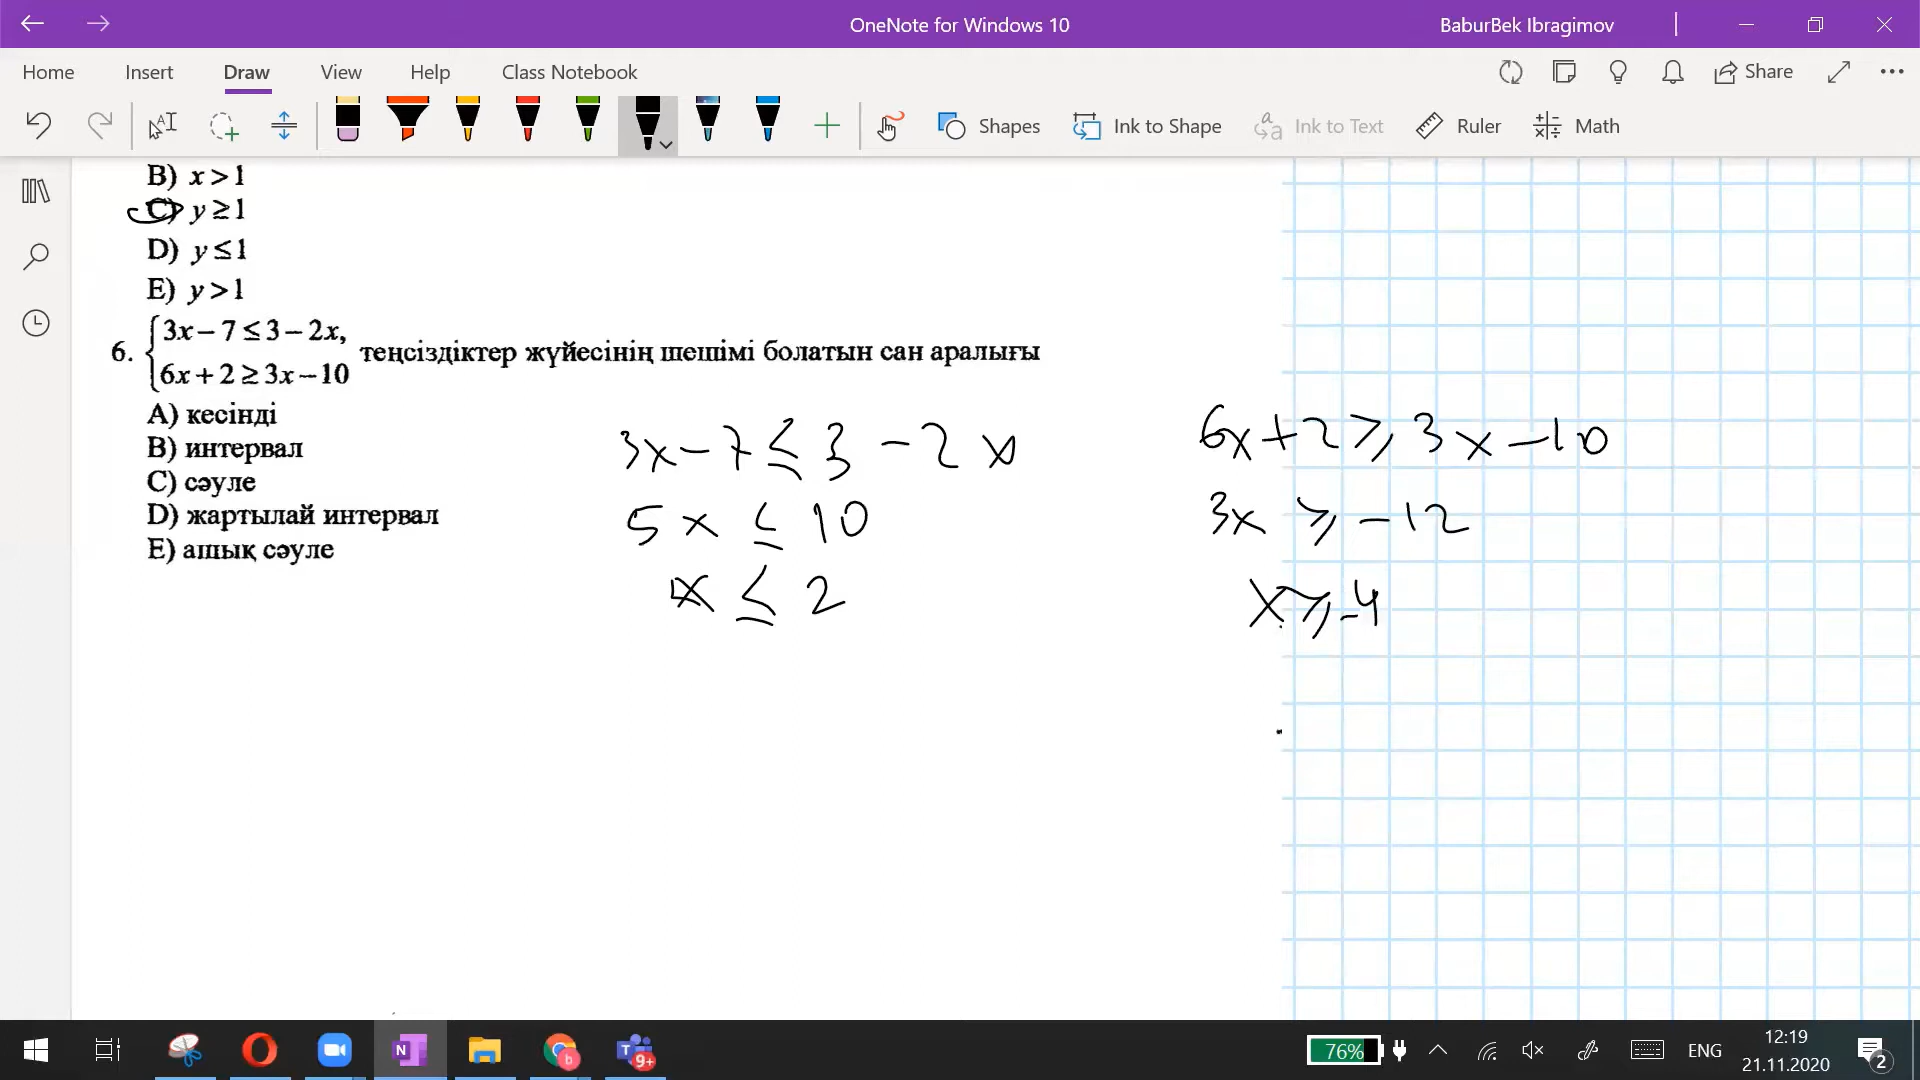 OneNote for Windows 10
BaburBek Ibragimov
Home Insert Draw View Help Class Notebook Share
Shapes Ink to Shape Ink to Text Ruler Math
B) x > 1
C) y ≥ 1
D) y ≤ 1
E) y > 1
6. {3x − 7 ≤ 3 − 2x,
6x + 2 ≥ 3x − 10 теңсіздіктер жүйесінің шешімі болатын сан аралығы
A) кесінді
B) интервал
C) сәуле
D) жартылай интервал
E) ашық сәуле
3x − 7 ≤ 3 − 2x
5x ≤ 10
x ≤ 2
6x + 2 ≥ 3x − 10
3x ≥ −12
x ≥ −4
76%
ENG
12:19
21.11.2020
2
9+
N
b